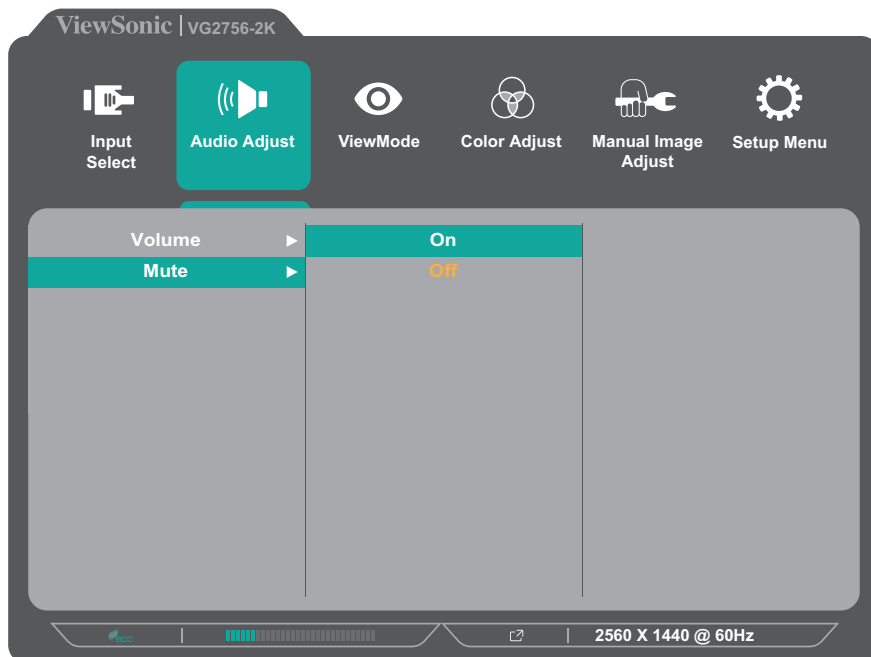 ViewSonic | VG2756-2K
Input
Select
Audio Adjust
ViewMode
Color Adjust
Manual Image
Adjust
Setup Menu
Volume
On
Mute
Off
eco
2560 X 1440 @ 60Hz